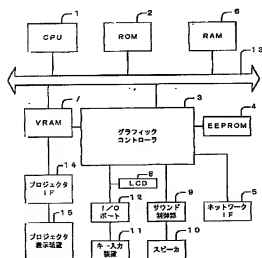 1
2
6
CPU
ROM
RAM
13
7
3
4
VRAM
グラフィック
コントローラ
EEPROM
14
8
LCD
プロジェクタ
IF
12
9
5
I/O
ポート
サウンド
制御部
ネットワーク
IF
15
11
10
プロジェクタ
表示装置
キー入力
装置
スピーカ